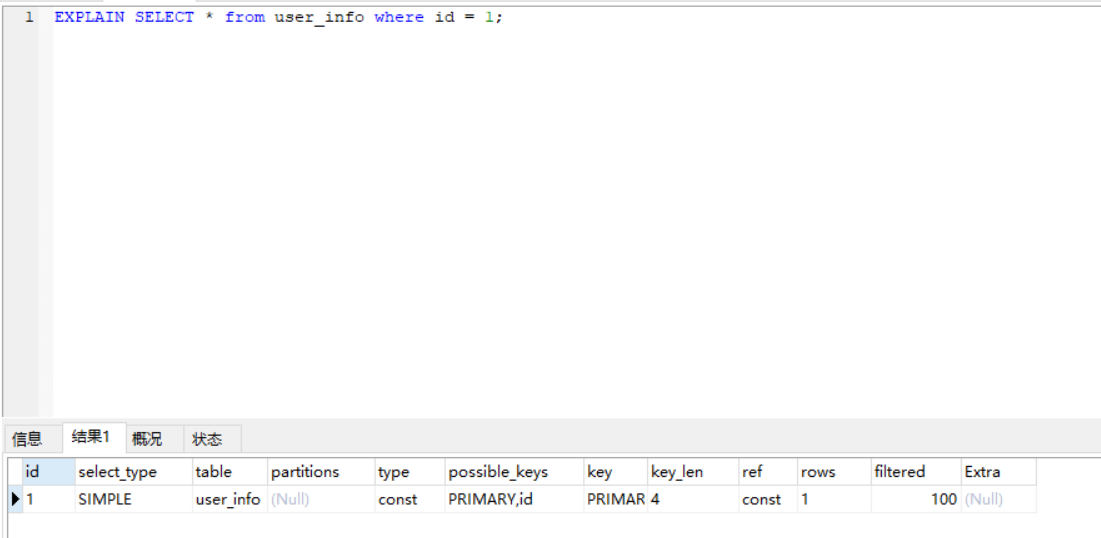 1 EXPLAIN SELECT * from user_info where id = 1;
信息 结果1 概况 状态
id select_type table partitions type possible_keys key key_len ref rows filtered Extra
1 SIMPLE user_info (Null) const PRIMARY,id PRIMAR 4 const 1 100 (Null)